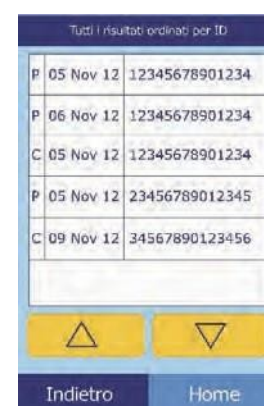 Tutti i risultati ordinati per ID
P 05 Nov 12 12345678901234
P 06 Nov 12 12345678901234
C 05 Nov 12 12345678901234
P 05 Nov 12 23456789012345
C 09 Nov 12 34567890123456
Indietro Home